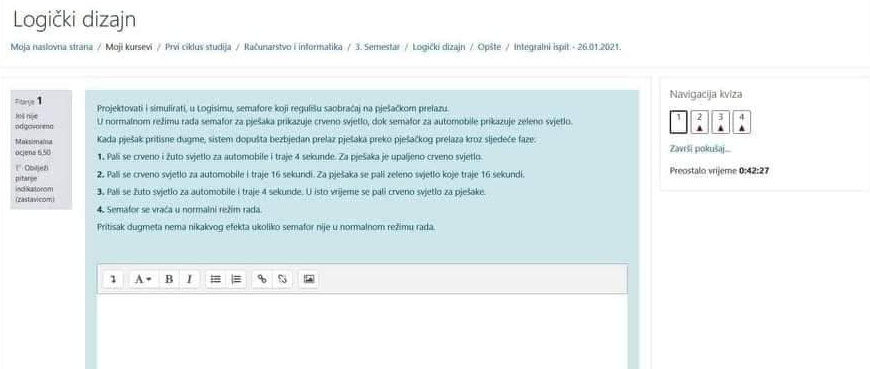 Logički dizajn
Moja naslovna strana / Moji kursevi / Prvi ciklus studija / Računarstvo i informatika / 3. Semestar / Logički dizajn / Opšte / Integralni ispit - 26.01.2021.
Pitanje 1
Još nije
odgovoreno
Maksimalna
ocjena 6,50
Obilježi
pitanje
indikatorom
(zastavicom)
Projektovati i simulirati, u Logisimu, semafore koji regulišu saobraćaj na pješačkom prelazu.
U normalnom režimu rada semafor za pješaka prikazuje crveno svjetlo, dok semafor za automobile prikazuje zeleno svjetlo.
Kada pješak pritisne dugme, sistem dopušta bezbjedan prelaz pješaka preko pješačkog prelaza kroz sljedeće faze:
1. Pali se crveno i žuto svjetlo za automobile i traje 4 sekunde. Za pješaka je upaljeno crveno svjetlo.
2. Pali se crveno svjetlo za automobile i traje 16 sekundi. Za pješaka se pali zeleno svjetlo koje traje 16 sekundi.
3. Pali se žuto svjetlo za automobile i traje 4 sekunde. U isto vrijeme se pali crveno svjetlo za pješake.
4. Semafor se vraća u normalni režim rada.
Pritisak dugmeta nema nikakvog efekta ukoliko semafor nije u normalnom režimu rada.
A B I
Navigacija kviza
1 2 3 4
Završi pokušaj...
Preostalo vrijeme 0:42:27